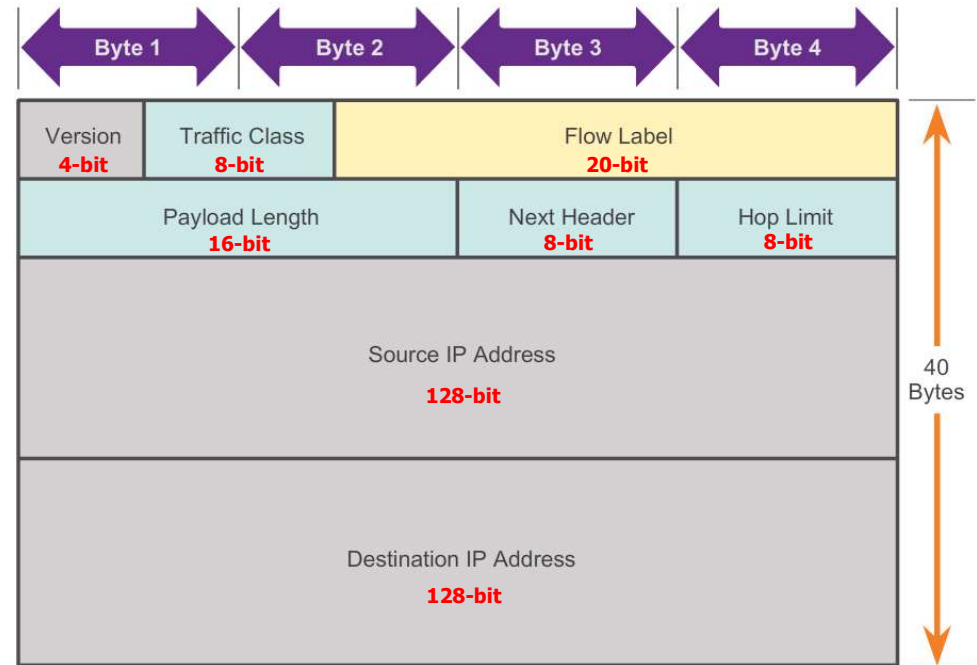 Byte 1
Byte 2
Byte 3
Byte 4
Version
4-bit
Traffic Class
8-bit
Flow Label
20-bit
Payload Length
16-bit
Next Header
8-bit
Hop Limit
8-bit
Source IP Address
128-bit
40
Bytes
Destination IP Address
128-bit